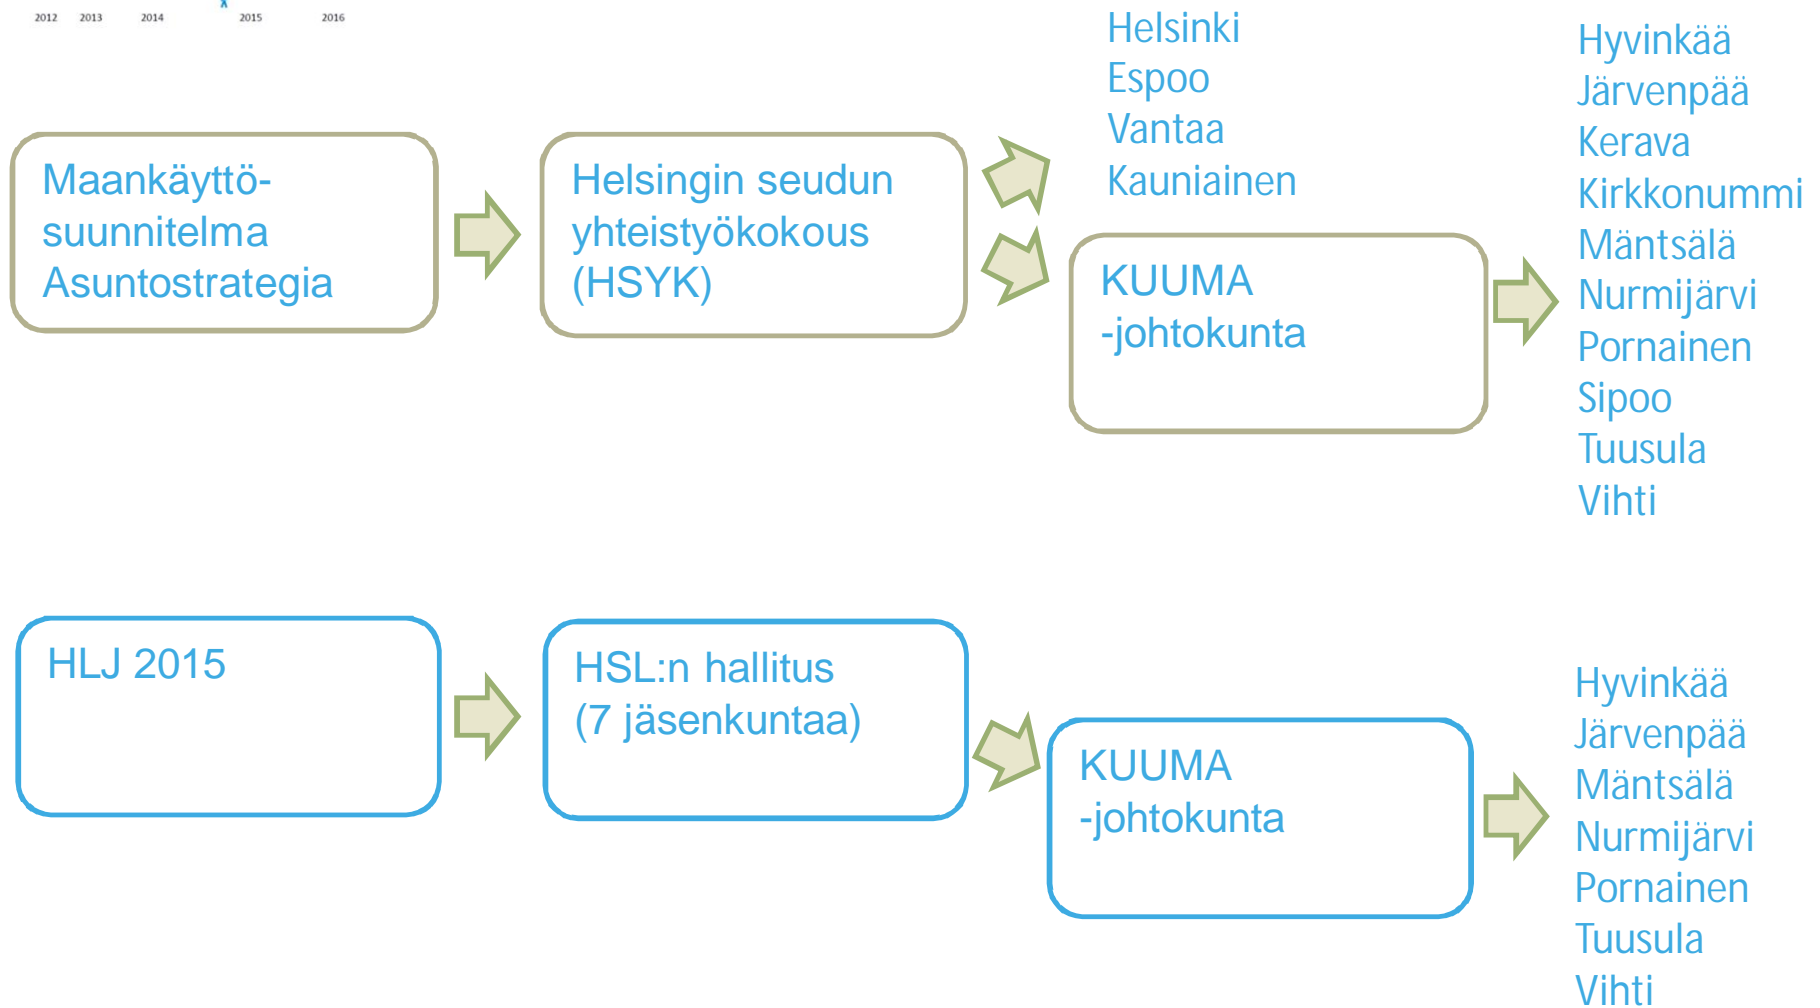 2012 2013 2014 2015 2016
Maankäyttö-
suunnitelma
Asuntostrategia
Helsingin seudun
yhteistyökokous
(HSYK)
Helsinki
Espoo
Vantaa
Kauniainen
KUUMA
-johtokunta
Hyvinkää
Järvenpää
Kerava
Kirkkonummi
Mäntsälä
Nurmijärvi
Pornainen
Sipoo
Tuusula
Vihti
HLJ 2015
HSL:n hallitus
(7 jäsenkuntaa)
KUUMA
-johtokunta
Hyvinkää
Järvenpää
Mäntsälä
Nurmijärvi
Pornainen
Tuusula
Vihti